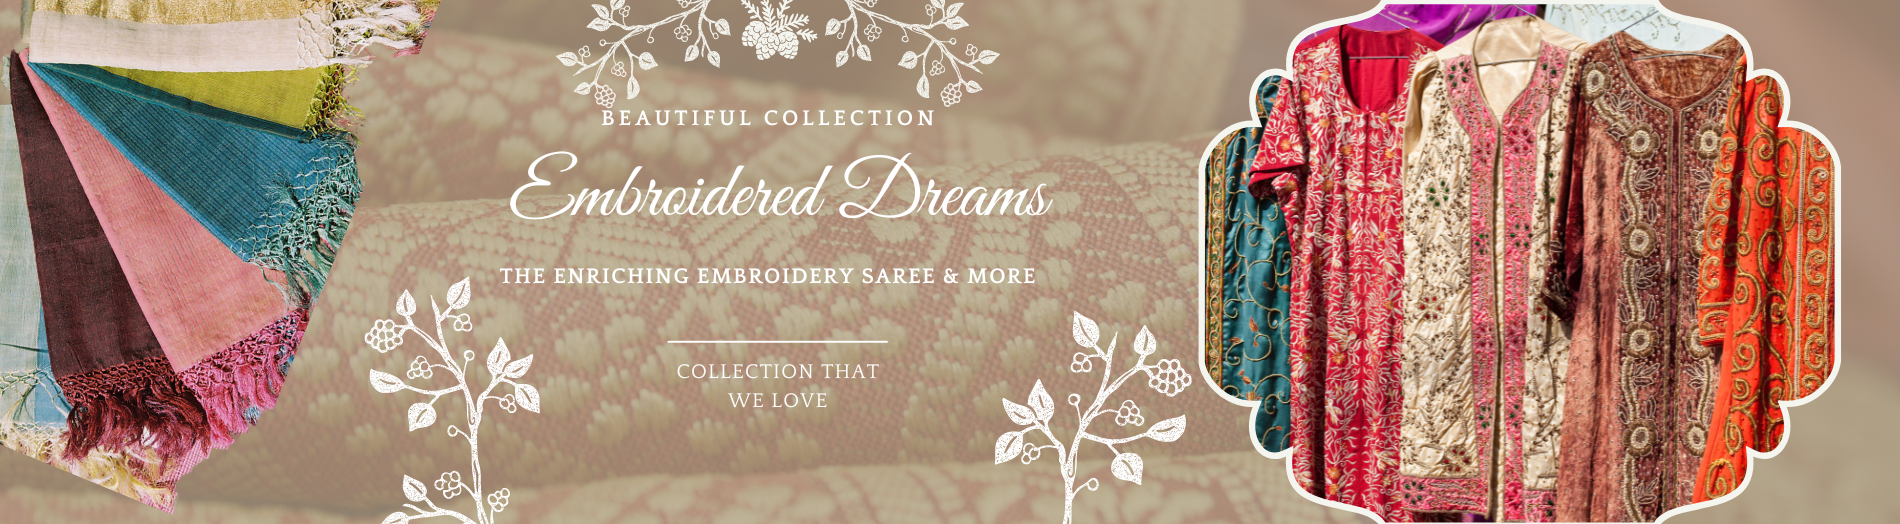 BEAUTIFUL COLLECTION
Embroidered Dreams
THE ENRICHING EMBROIDERY SAREE & MORE
COLLECTION THAT
WE LOVE